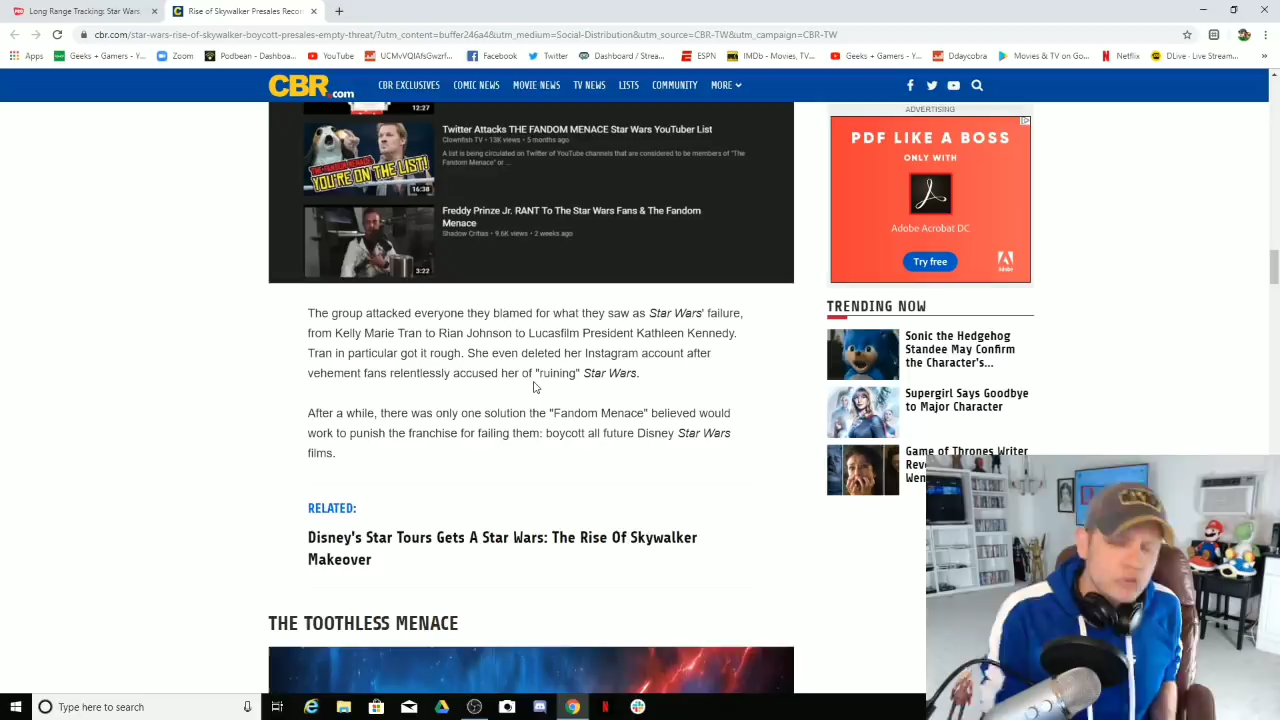 Long Range Tracking: Star Wars
Rise of Skywalker Presales Recor
cbr.com/star-wars-rise-of-skywalker-boycott-presales-empty-threat/?utm_content=buffer246a4&utm_medium=Social-Distribution&utm_source=CBR-TW&utm_campaign=CBR-TW
Apps
Geeks + Gamers - Y...
Zoom
Podbean - Dashboar...
YouTube
UCMvVQIAfsGwrf...
Facebook
Twitter
Dashboard / Strea...
ESPN
IMDb - Movies, TV...
YouTube
Geeks + Gamers - Y...
Ddaycobra
Movies & TV on Go...
Netflix
DLive - Live Stream...
CBR.com
CBR EXCLUSIVES
COMIC NEWS
MOVIE NEWS
TV NEWS
LISTS
COMMUNITY
MORE
12:27
Twitter Attacks THE FANDOM MENACE Star Wars YouTuber List
Clownfish TV • 13K views • 5 months ago
A list is being circulated on Twitter of YouTube channels that are considered to be members of "The
Fandom Menace" or ...
THE FANDOM MENACE
YOU'RE ON THE LIST!
16:38
Freddy Prinze Jr. RANT To The Star Wars Fans & The Fandom
Menace
Shadow Critias • 9.6K views • 2 weeks ago
3:22
The group attacked everyone they blamed for what they saw as Star Wars' failure,
from Kelly Marie Tran to Rian Johnson to Lucasfilm President Kathleen Kennedy.
Tran in particular got it rough. She even deleted her Instagram account after
vehement fans relentlessly accused her of "ruining" Star Wars.
After a while, there was only one solution the "Fandom Menace" believed would
work to punish the franchise for failing them: boycott all future Disney Star Wars
films.
RELATED:
Disney's Star Tours Gets A Star Wars: The Rise Of Skywalker
Makeover
THE TOOTHLESS MENACE
ADVERTISING
PDF LIKE A BOSS
ONLY WITH
Adobe Acrobat DC
Try free
Adobe
TRENDING NOW
Sonic the Hedgehog
Standee May Confirm
the Character's...
Supergirl Says Goodbye
to Major Character
Game of Thrones Writer
Type here to search